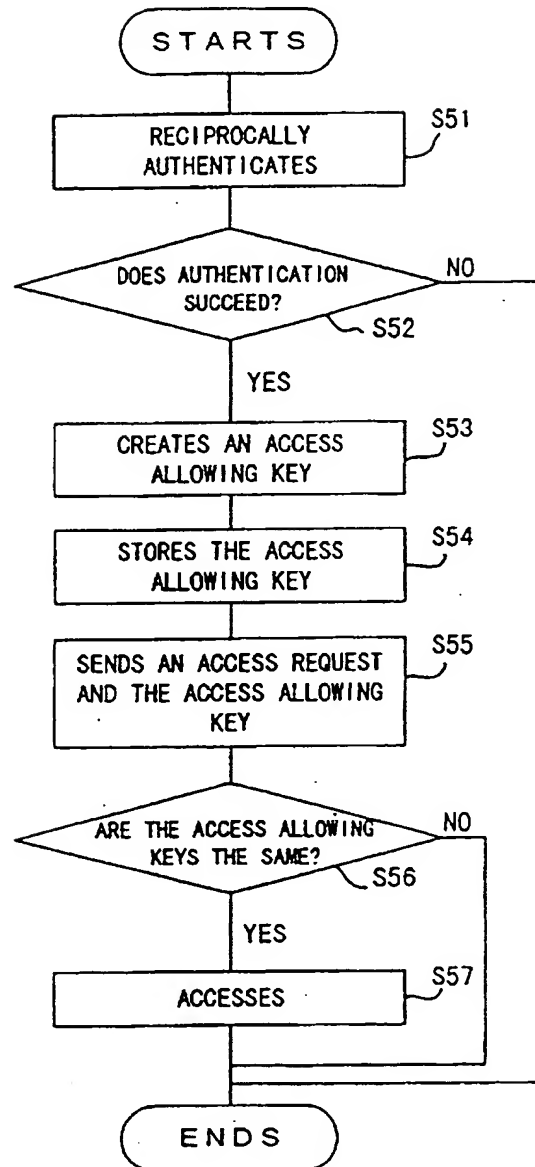 STARTS
RECIPROCALLY
AUTHENTICATES
S51
DOES AUTHENTICATION
SUCCEED?
NO
S52
YES
CREATES AN ACCESS
ALLOWING KEY
S53
STORES THE ACCESS
ALLOWING KEY
S54
SENDS AN ACCESS REQUEST
AND THE ACCESS ALLOWING
KEY
S55
ARE THE ACCESS ALLOWING
KEYS THE SAME?
NO
S56
YES
ACCESSES
S57
ENDS